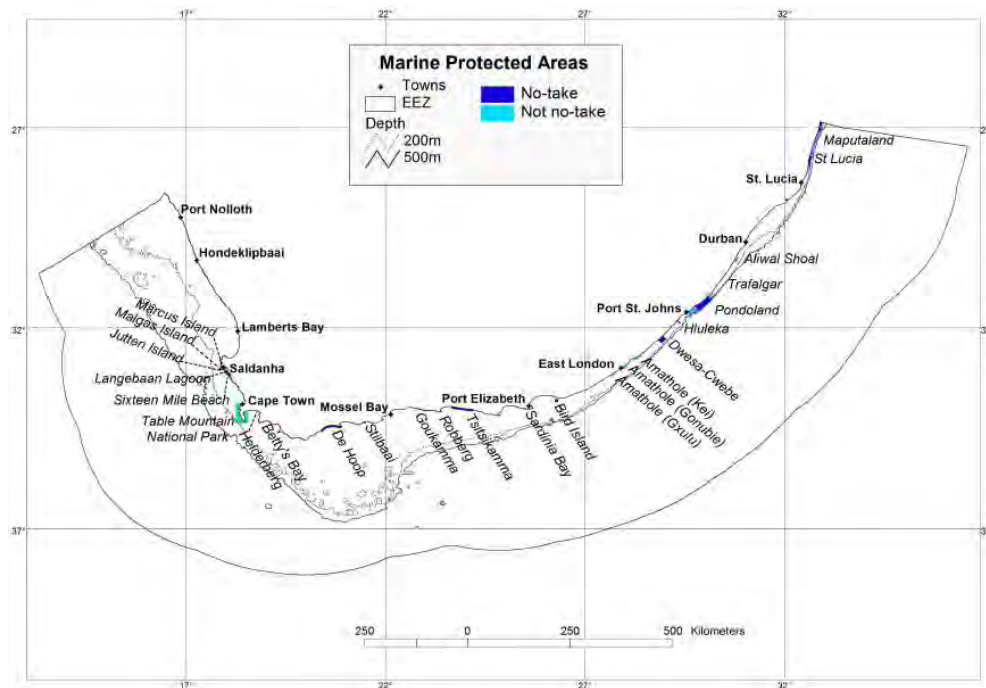 17°
22°
27°
32°
Marine Protected Areas
Towns
EEZ
Depth
200m
500m
No-take
Not no-take
27°
Maputaland
St Lucia
St. Lucia
Port Nolloth
Durban
Hondeklipbaai
Aliwal Shoal
Trafalgar
Port St. Johns
Pondoland
32°
Marcus Island
Lamberts Bay
Hluleka
Malgas Island
Dwesa-Cwebe
Jutten Island
Saldanha
East London
Amathole (Kei)
Langebaan Lagoon
Amathole (Gonubie)
Amathole (Gxulu)
Sixteen Mile Beach
Cape Town
Mossel Bay
Port Elizabeth
Table Mountain
National Park
Helderberg
Betty's Bay
De Hoop
Stilbaai
Goukamma
Robberg
Tsitsikamma
Sardinia Bay
Bird Island
37°
250
0
250
500
Kilometers
17°
22°
27°
32°